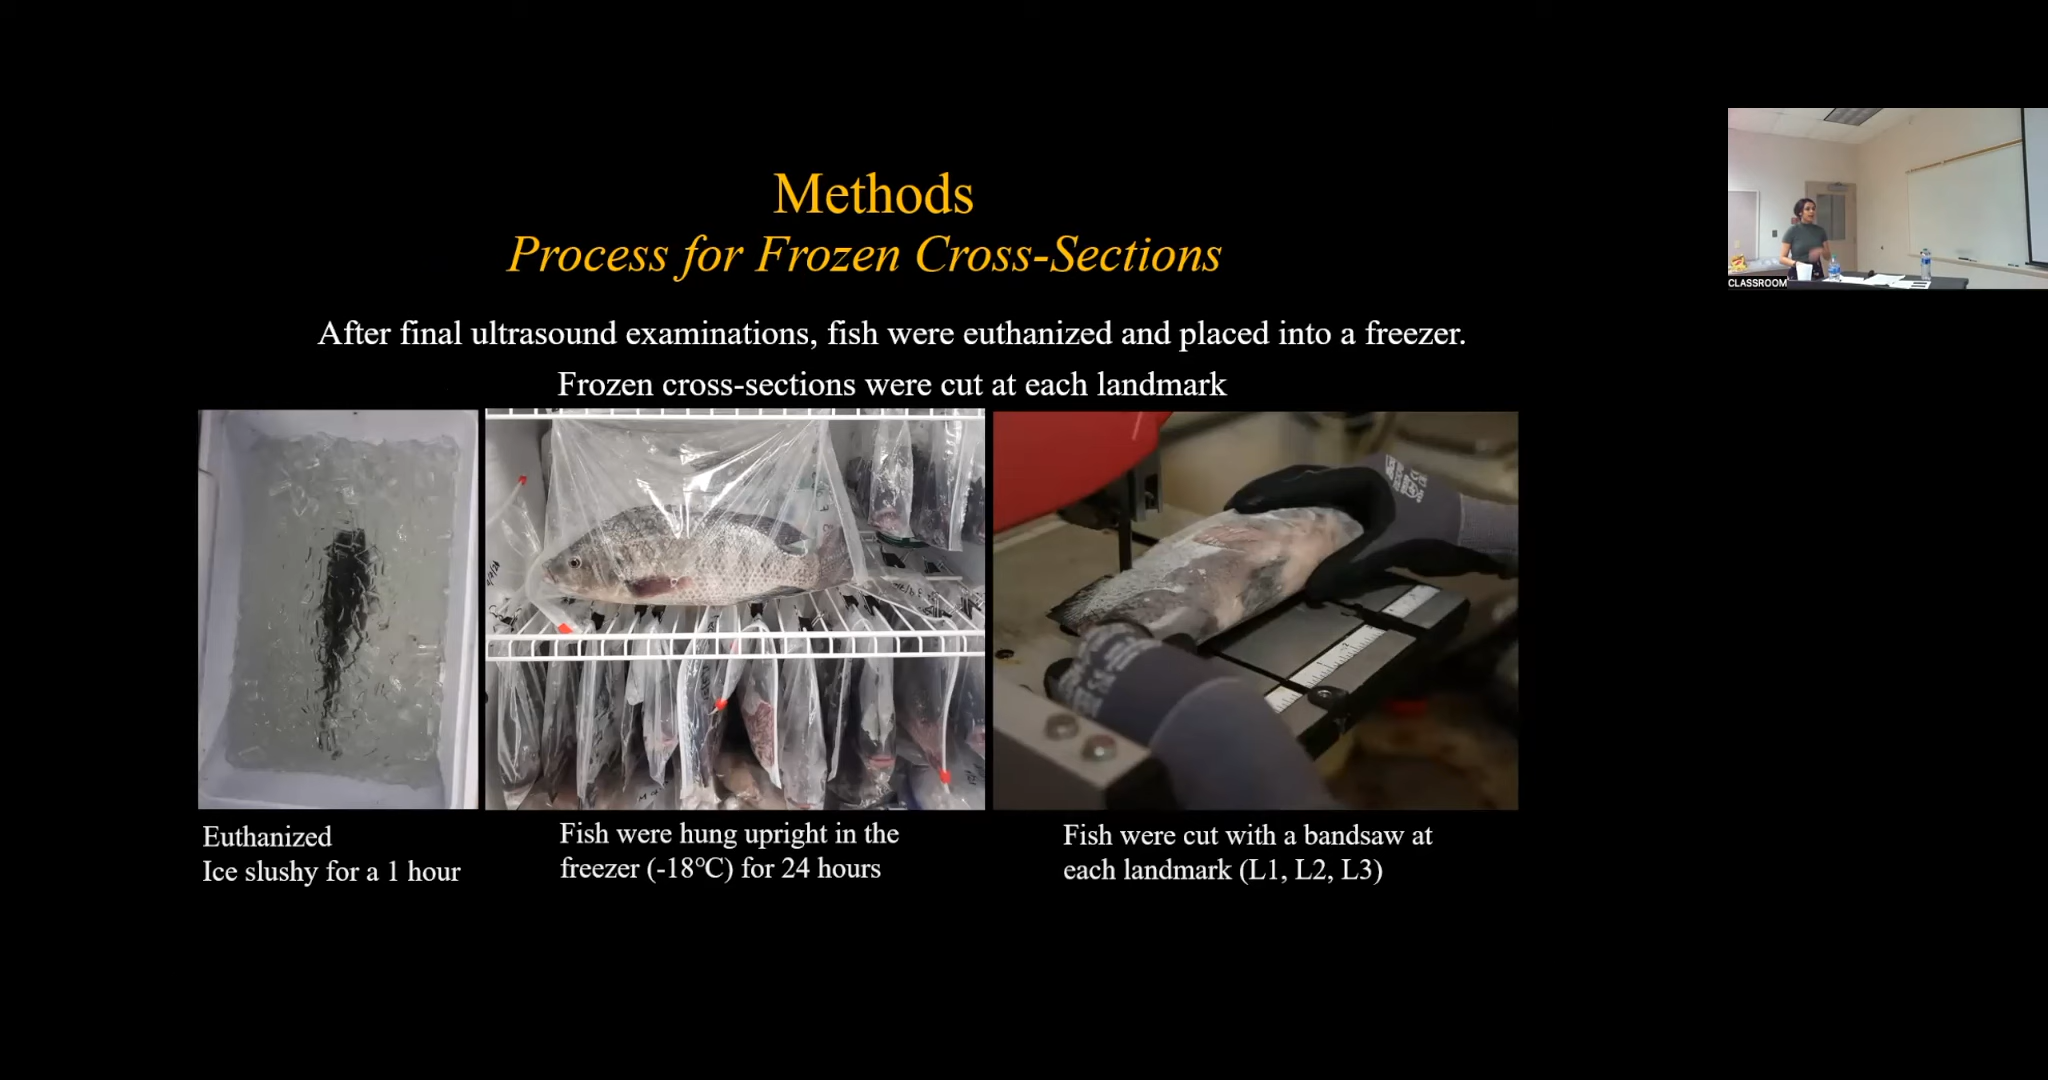 Methods
Process for Frozen Cross-Sections
After final ultrasound examinations, fish were euthanized and placed into a freezer.
Frozen cross-sections were cut at each landmark
Euthanized
Ice slushy for a 1 hour
Fish were hung upright in the
freezer (-18°C) for 24 hours
Fish were cut with a bandsaw at
each landmark (L1, L2, L3)
CLASSROOM